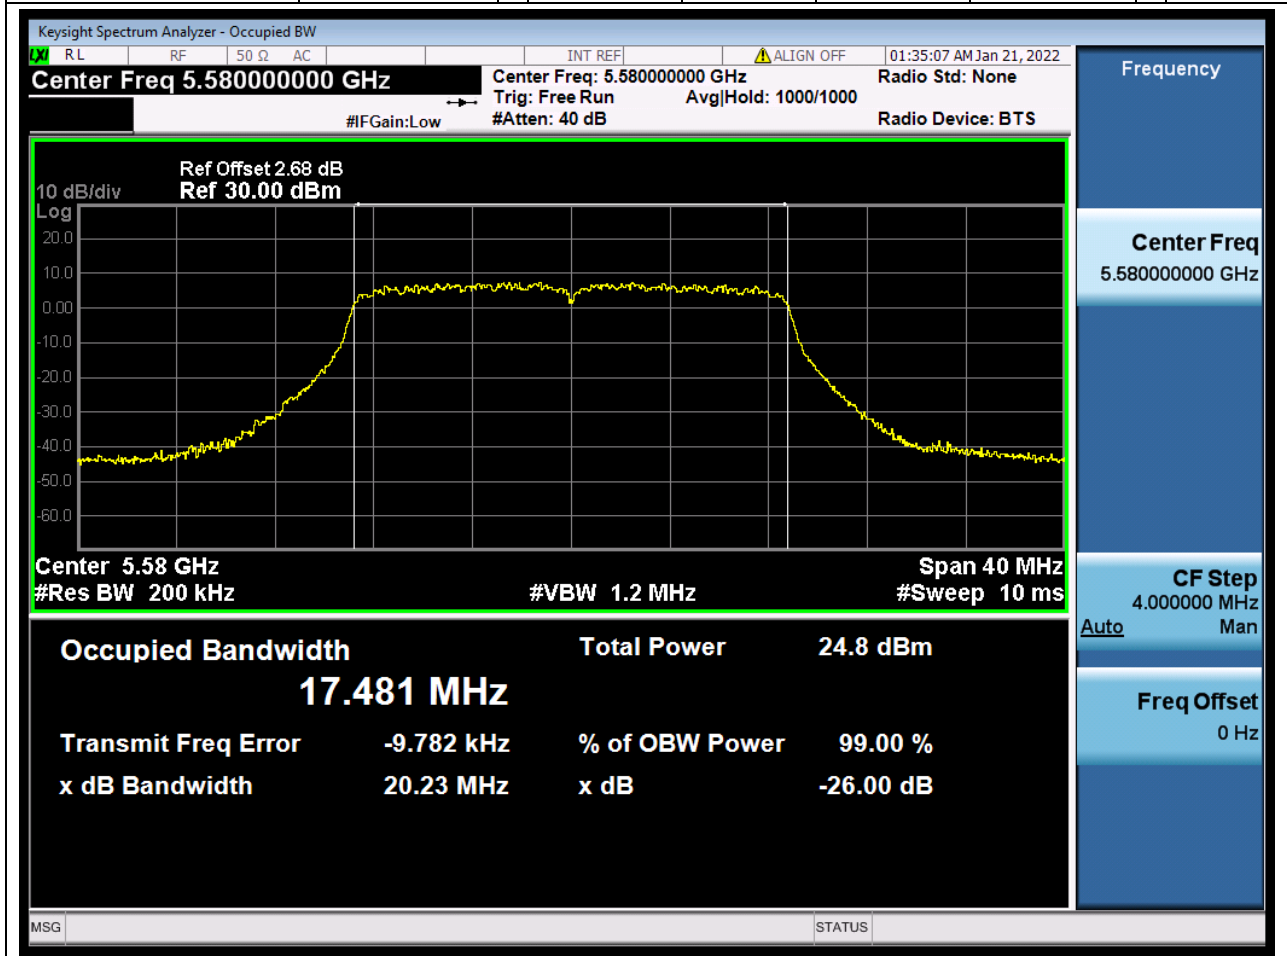 Keysight Spectrum Analyzer - Occupied BW
LXI RL RF 50 Ω AC INT REF ALIGN OFF 01:35:07 AM Jan 21, 2022
Center Freq 5.580000000 GHz
Center Freq: 5.580000000 GHz
Radio Std: None
Trig: Free Run Avg|Hold: 1000/1000
#IFGain:Low
#Atten: 40 dB
Radio Device: BTS
Frequency
Ref Offset 2.68 dB
10 dB/div Ref 30.00 dBm
Log
20.0
10.0
0.00
-10.0
-20.0
-30.0
-40.0
-50.0
-60.0
Center 5.58 GHz Span 40 MHz
#Res BW 200 kHz #VBW 1.2 MHz #Sweep 10 ms
Center Freq
5.580000000 GHz
CF Step
4.000000 MHz
Auto Man
Freq Offset
0 Hz
Occupied Bandwidth Total Power 24.8 dBm
17.481 MHz
Transmit Freq Error -9.782 kHz % of OBW Power 99.00 %
x dB Bandwidth 20.23 MHz x dB -26.00 dB
MSG STATUS